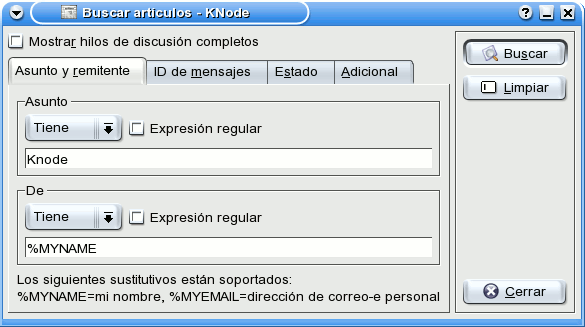 Buscar artículos - KNode
Mostrar hilos de discusión completos
Asunto y remitente
ID de mensajes
Estado
Adicional
Buscar
Limpiar
Asunto
Tiene
Expresión regular
Knode
De
Tiene
Expresión regular
%MYNAME
Los siguientes sustitutivos están soportados:
%MYNAME=mi nombre, %MYEMAIL=dirección de correo-e personal
Cerrar